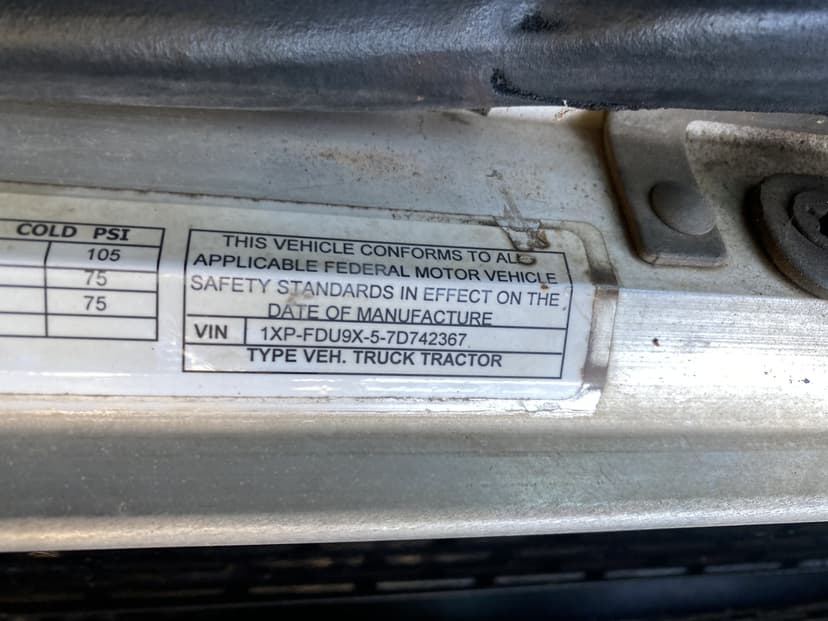 COLD PSI
105
75
75
THIS VEHICLE CONFORMS TO ALL
APPLICABLE FEDERAL MOTOR VEHICLE
SAFETY STANDARDS IN EFFECT ON THE
DATE OF MANUFACTURE
VIN 1XP-FDU9X-5-7D742367
TYPE VEH. TRUCK TRACTOR